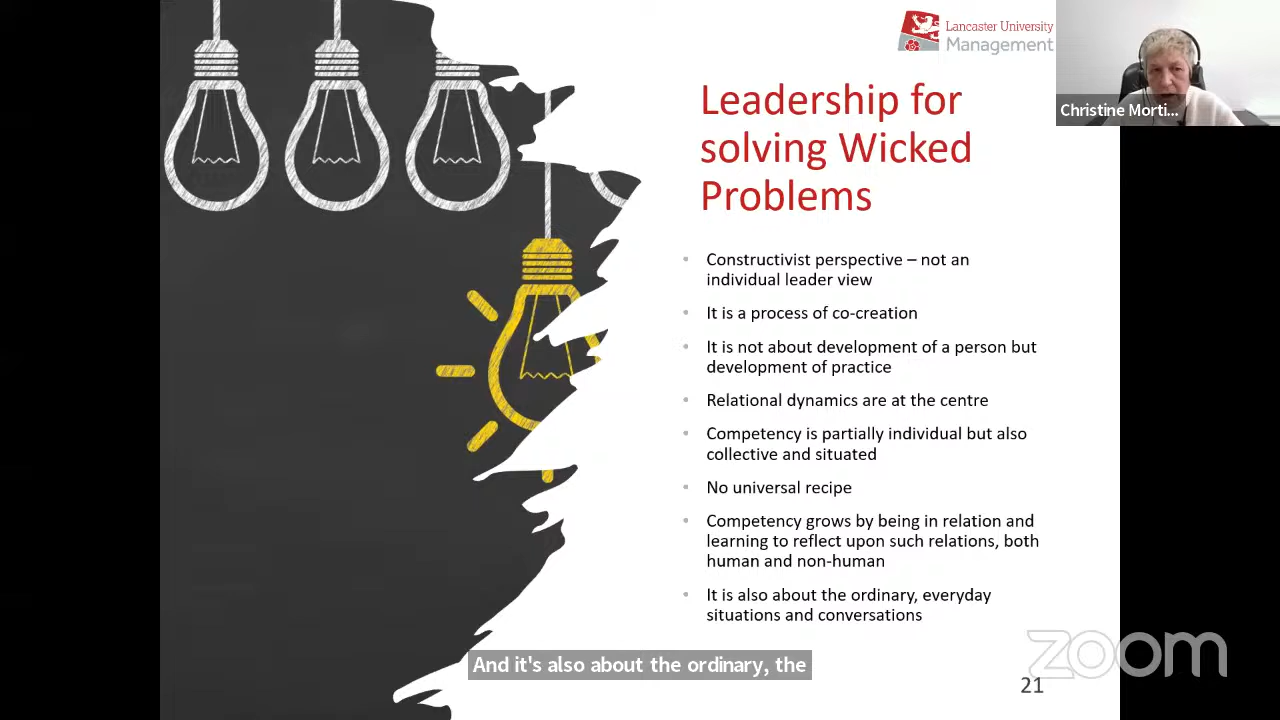 Lancaster University
Management
Christine Morti...
Leadership for
solving Wicked
Problems
Constructivist perspective – not an
individual leader view
It is a process of co-creation
It is not about development of a person but
development of practice
Relational dynamics are at the centre
Competency is partially individual but also
collective and situated
No universal recipe
Competency grows by being in relation and
learning to reflect upon such relations, both
human and non-human
It is also about the ordinary, everyday
situations and conversations
And it's also about the ordinary, the
zoom
21